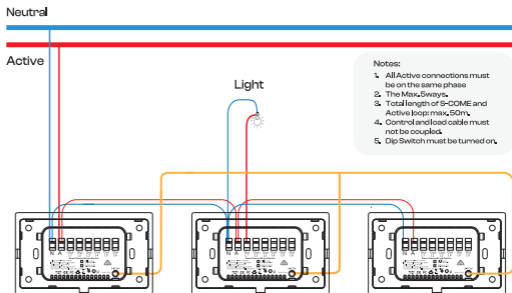 Neutral
Active
Light
Notes:
1. All Active connections must
be on the same phase
2. The Max. 5ways.
3. Total length of S-COME and
Active loop: max. 50m.
4. Control and load cable must
not be coupled.
5. Dip Switch must be turned on.
N A
N A
N A